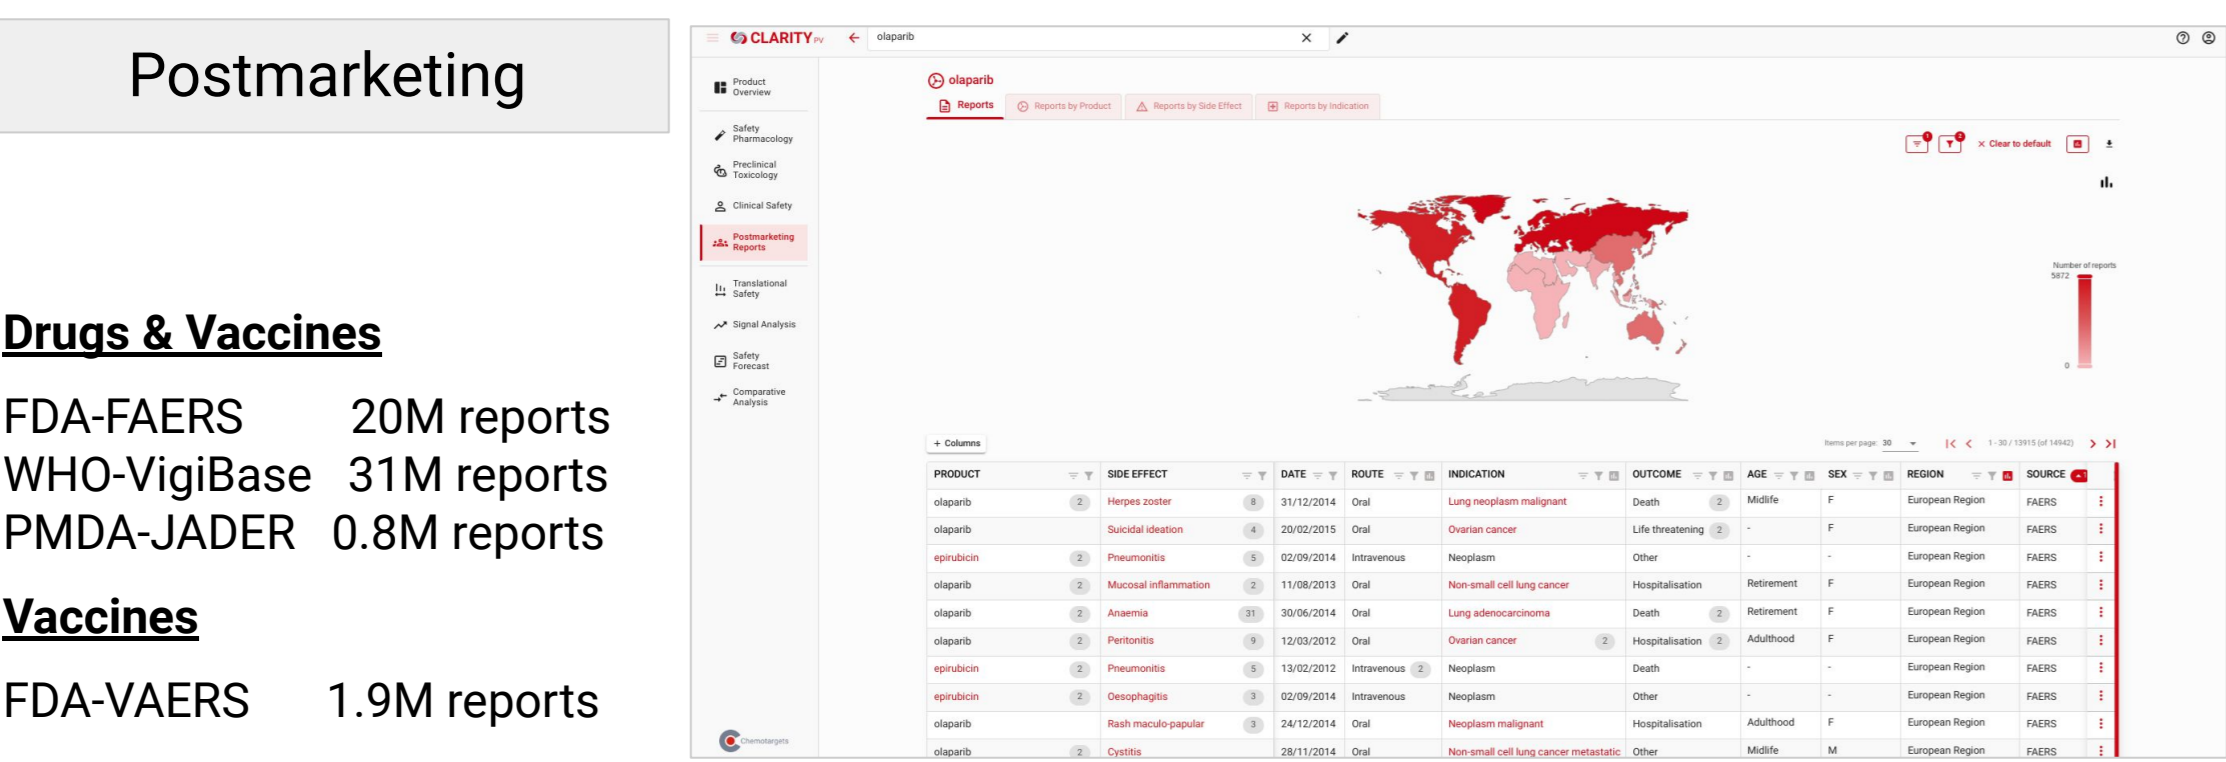 Postmarketing
Drugs & Vaccines
FDA-FAERS 20M reports
WHO-VigiBase 31M reports
PMDA-JADER 0.8M reports
Vaccines
FDA-VAERS 1.9M reports
CLARITY PV
olaparib
Product
Overview
Safety
Pharmacology
Preclinical
Toxicology
Clinical Safety
Postmarketing
Reports
Translational
Safety
Signal Analysis
Safety
Forecast
Comparative
Analysis
Chemotargets
olaparib
Reports Reports by Product Reports by Side Effect Reports by Indication
1 2 × Clear to default
Number of reports
5872
0
+ Columns Items per page: 30 1 - 30 / 13915 (of 14942)
PRODUCT SIDE EFFECT DATE ROUTE INDICATION OUTCOME AGE SEX REGION SOURCE
olaparib 2 Herpes zoster 8 31/12/2014 Oral Lung neoplasm malignant Death 2 Midlife F European Region FAERS
olaparib Suicidal ideation 4 20/02/2015 Oral Ovarian cancer Life threatening 2 - F European Region FAERS
epirubicin 2 Pneumonitis 5 02/09/2014 Intravenous Neoplasm Other - - European Region FAERS
olaparib 2 Mucosal inflammation 2 11/08/2013 Oral Non-small cell lung cancer Hospitalisation Retirement F European Region FAERS
olaparib 2 Anaemia 31 30/06/2014 Oral Lung adenocarcinoma Death 2 Retirement F European Region FAERS
olaparib 2 Peritonitis 9 12/03/2012 Oral Ovarian cancer 2 Hospitalisation 2 Adulthood F European Region FAERS
epirubicin 2 Pneumonitis 5 13/02/2012 Intravenous 2 Neoplasm Death - - European Region FAERS
epirubicin 2 Oesophagitis 3 02/09/2014 Intravenous Neoplasm Other - - European Region FAERS
olaparib Rash maculo-papular 3 24/12/2014 Oral Neoplasm malignant Hospitalisation Adulthood F European Region FAERS
olaparib 2 Cystitis 28/11/2014 Oral Non-small cell lung cancer metastatic Other Midlife M European Region FAERS